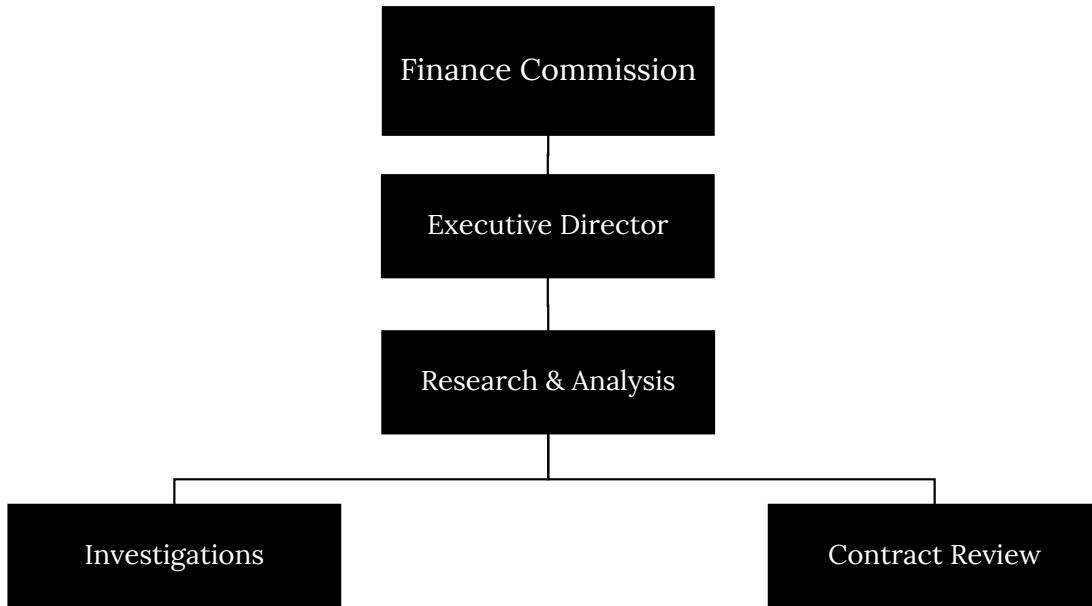 Finance Commission
Executive Director
Research & Analysis
Investigations
Contract Review